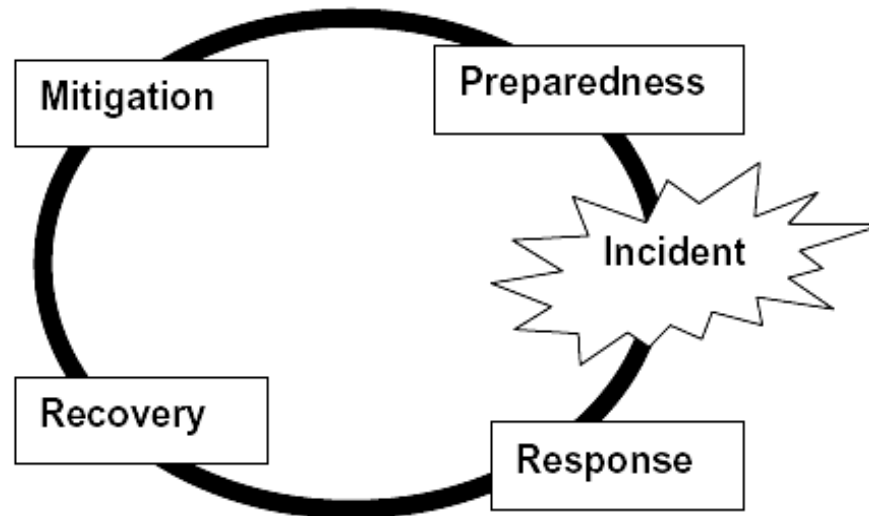 Mitigation
Preparedness
Incident
Recovery
Response